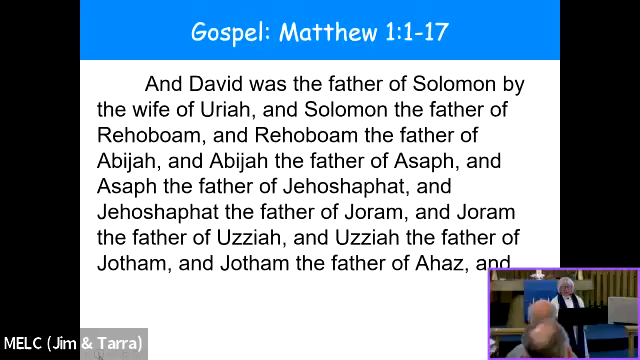 Gospel: Matthew 1:1-17
And David was the father of Solomon by
the wife of Uriah, and Solomon the father of
Rehoboam, and Rehoboam the father of
Abijah, and Abijah the father of Asaph, and
Asaph the father of Jehoshaphat, and
Jehoshaphat the father of Joram, and Joram
the father of Uzziah, and Uzziah the father of
Jotham, and Jotham the father of Ahaz, and
MELC (Jim & Tarra)